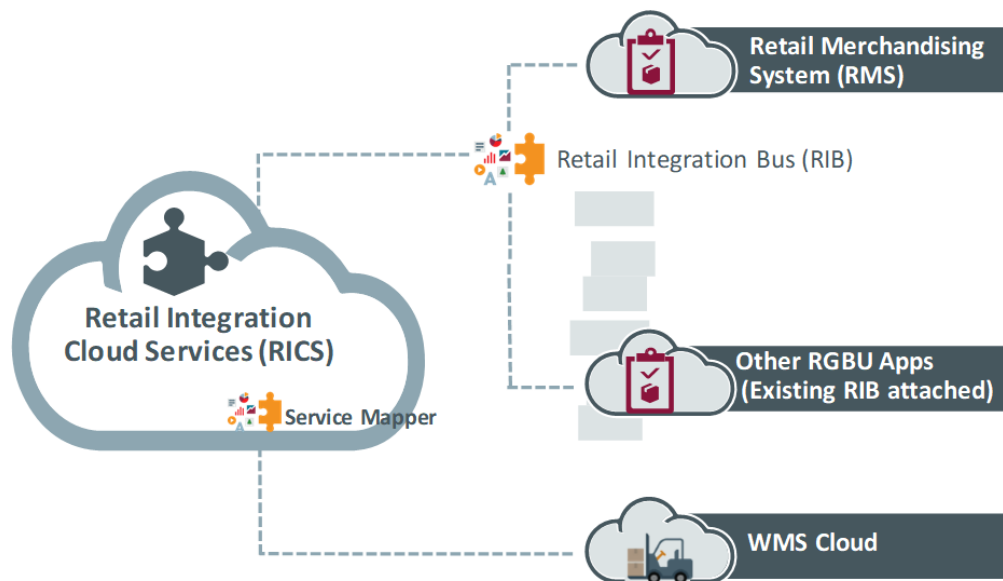 Retail Merchandising
System (RMS)
Retail Integration Bus (RIB)
Retail Integration
Cloud Services (RICS)
Service Mapper
Other RGBU Apps
(Existing RIB attached)
WMS Cloud